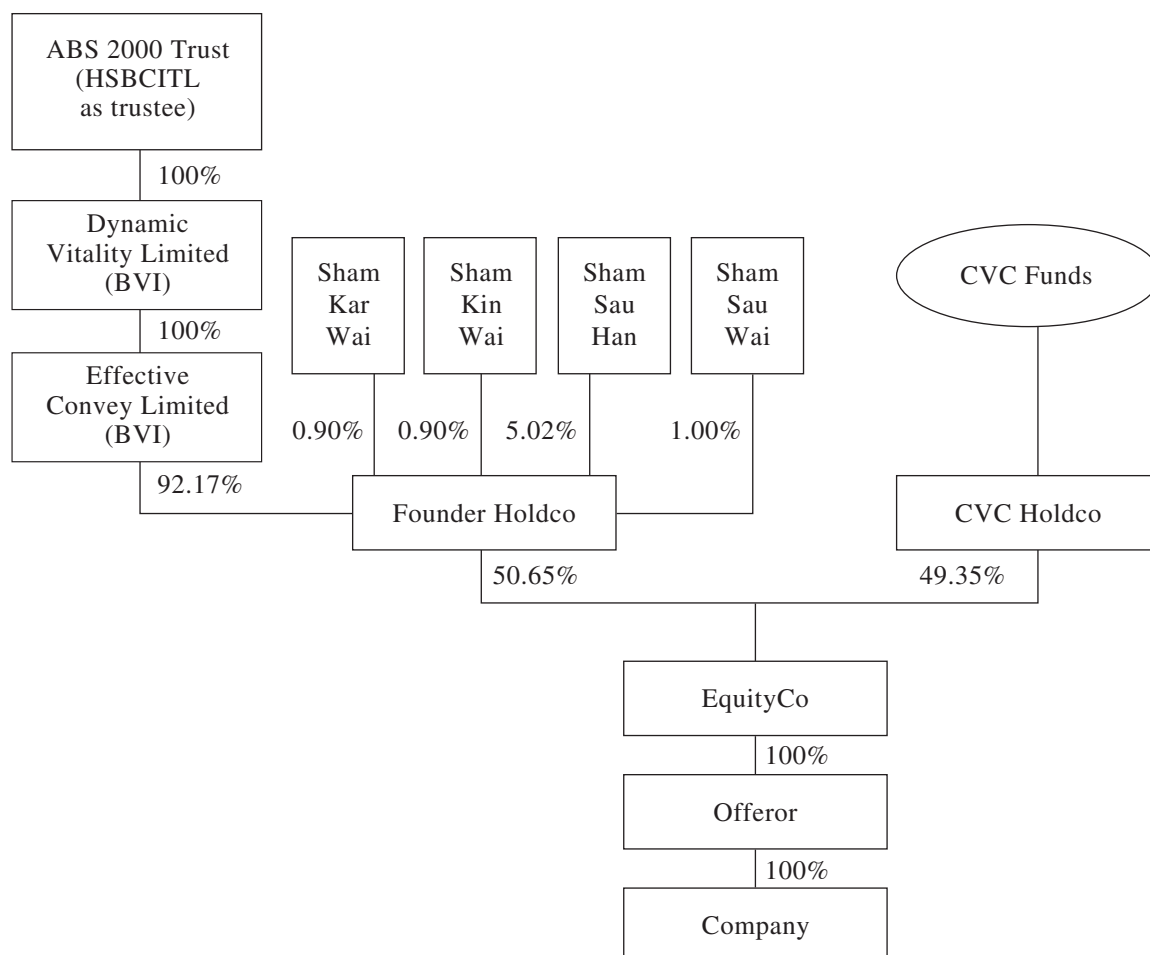 ABS 2000 Trust
(HSBCITL
as trustee)
100%
Dynamic
Vitality Limited
(BVI)
100%
Effective
Convey Limited
(BVI)
92.17%
Sham
Kar
Wai
0.90%
Sham
Kin
Wai
0.90%
Sham
Sau
Han
5.02%
Sham
Sau
Wai
1.00%
CVC Funds
Founder Holdco
CVC Holdco
50.65%
49.35%
EquityCo
100%
Offeror
100%
Company